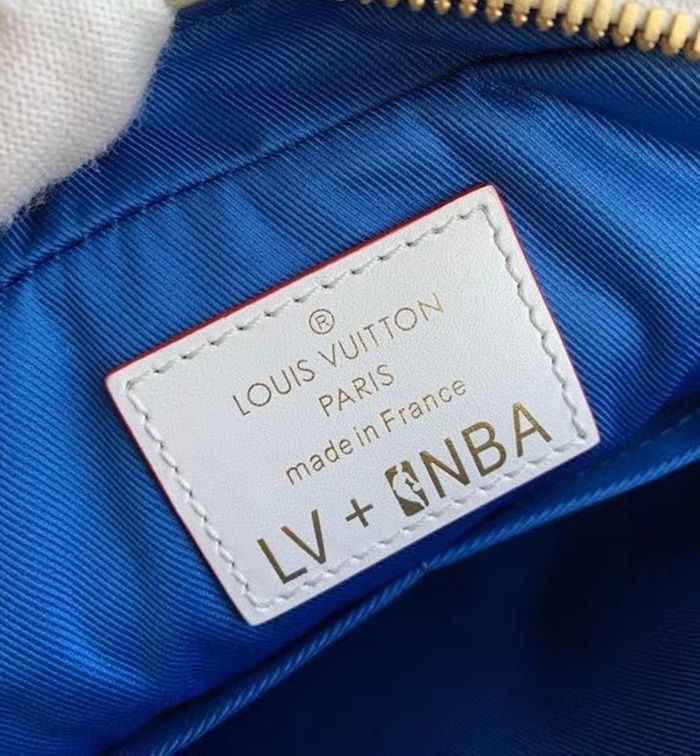 ®
LOUIS VUITTON
PARIS
made in France
LV + NBA